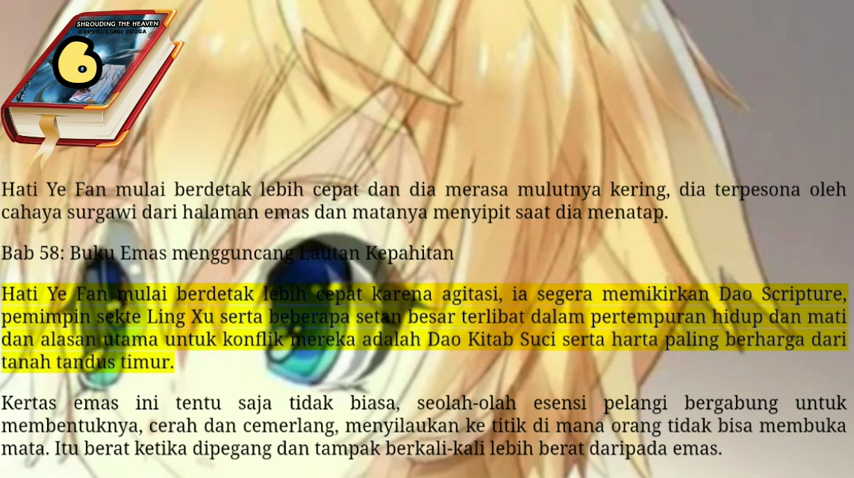 SHROUDING THE HEAVEN
6
Hati Ye Fan mulai berdetak lebih cepat dan dia merasa mulutnya kering, dia terpesona oleh
cahaya surgawi dari halaman emas dan matanya menyipit saat dia menatap.
Bab 58: Buku Emas mengguncang Lautan Kepahitan
Hati Ye Fan mulai berdetak lebih cepat karena agitasi, ia segera memikirkan Dao Scripture,
pemimpin sekte Ling Xu serta beberapa setan besar terlibat dalam pertempuran hidup dan mati
dan alasan utama untuk konflik mereka adalah Dao Kitab Suci serta harta paling berharga dari
tanah tandus timur.
Kertas emas ini tentu saja tidak biasa, seolah-olah esensi pelangi bergabung untuk
membentuknya, cerah dan cemerlang, menyilaukan ke titik di mana orang tidak bisa membuka
mata. Itu berat ketika dipegang dan tampak berkali-kali lebih berat daripada emas.